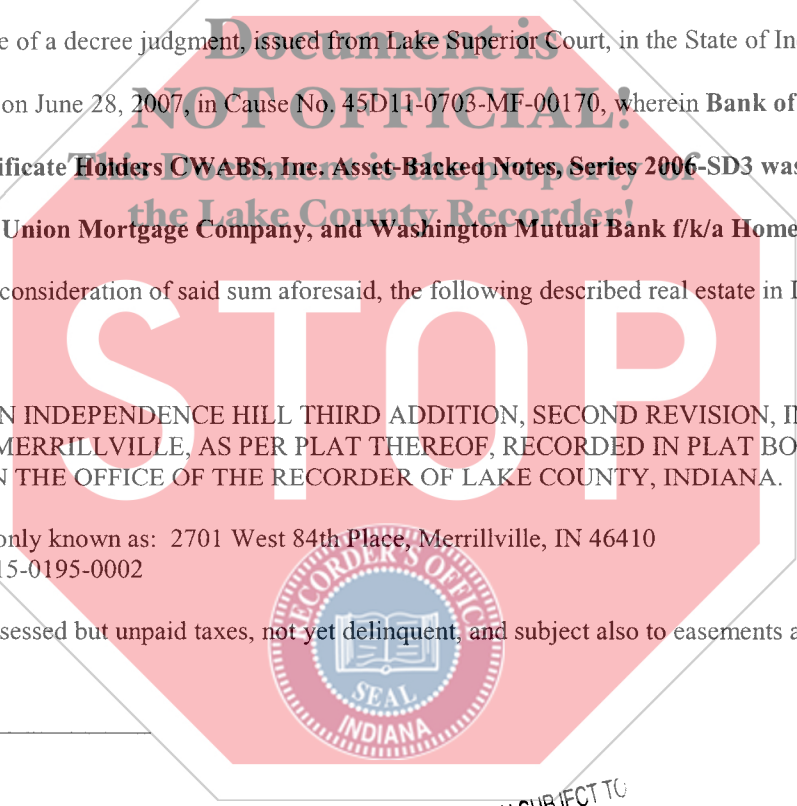 Document is
e of a decree judgment, issued from Lake Superior Court, in the State of In
NOT OFFICIAL!
on June 28, 2007, in Cause No. 45D11-0703-MF-00170, wherein Bank of
This Document is the property of
ificate Holders CWABS, Inc. Asset-Backed Notes, Series 2006-SD3 was
the Lake County Recorder!
Union Mortgage Company, and Washington Mutual Bank f/k/a Home
consideration of said sum aforesaid, the following described real estate in
STOP
N INDEPENDENCE HILL THIRD ADDITION, SECOND REVISION, IN
MERRILLVILLE, AS PER PLAT THEREOF, RECORDED IN PLAT BO
N THE OFFICE OF THE RECORDER OF LAKE COUNTY, INDIANA.
only known as: 2701 West 84th Place, Merrillville, IN 46410
15-0195-0002
sessed but unpaid taxes, not yet delinquent, and subject also to easements a
RECORDER'S OFFICE
SEAL
INDIANA
SUBJECT TO